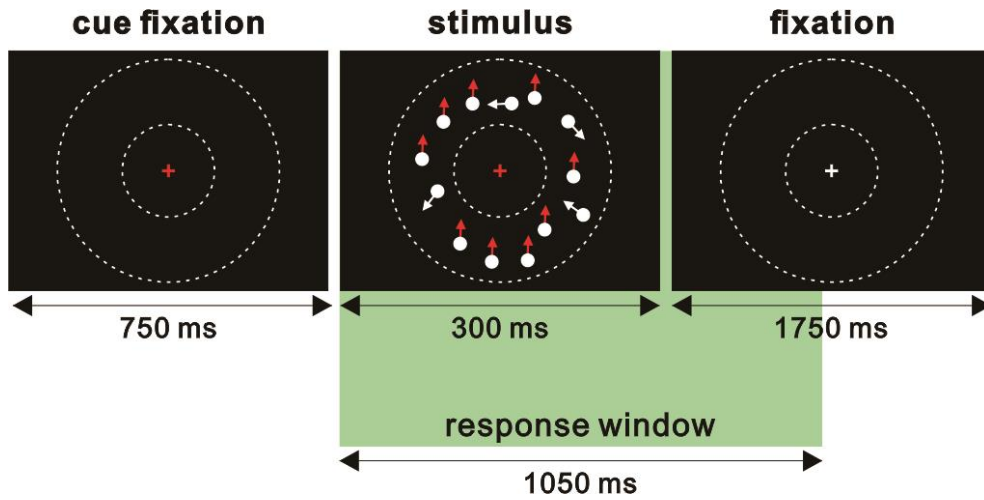 cue fixation
stimulus
fixation
750 ms
300 ms
1750 ms
response window
1050 ms